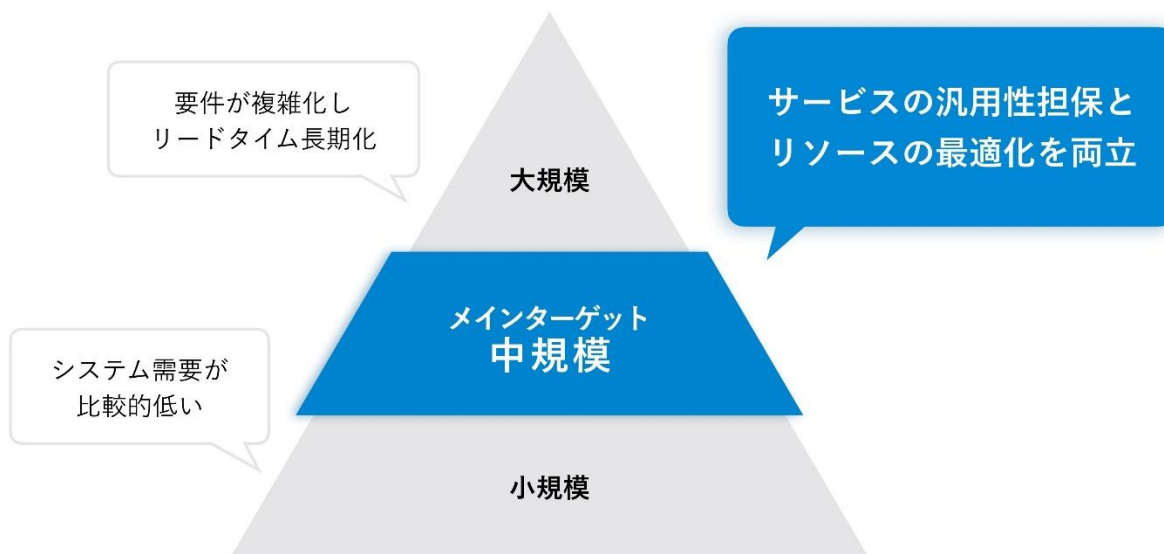 要件が複雑化し
リードタイム長期化
サービスの汎用性担保と
リソースの最適化を両立
大規模
メインターゲット
中規模
システム需要が
比較的低い
小規模